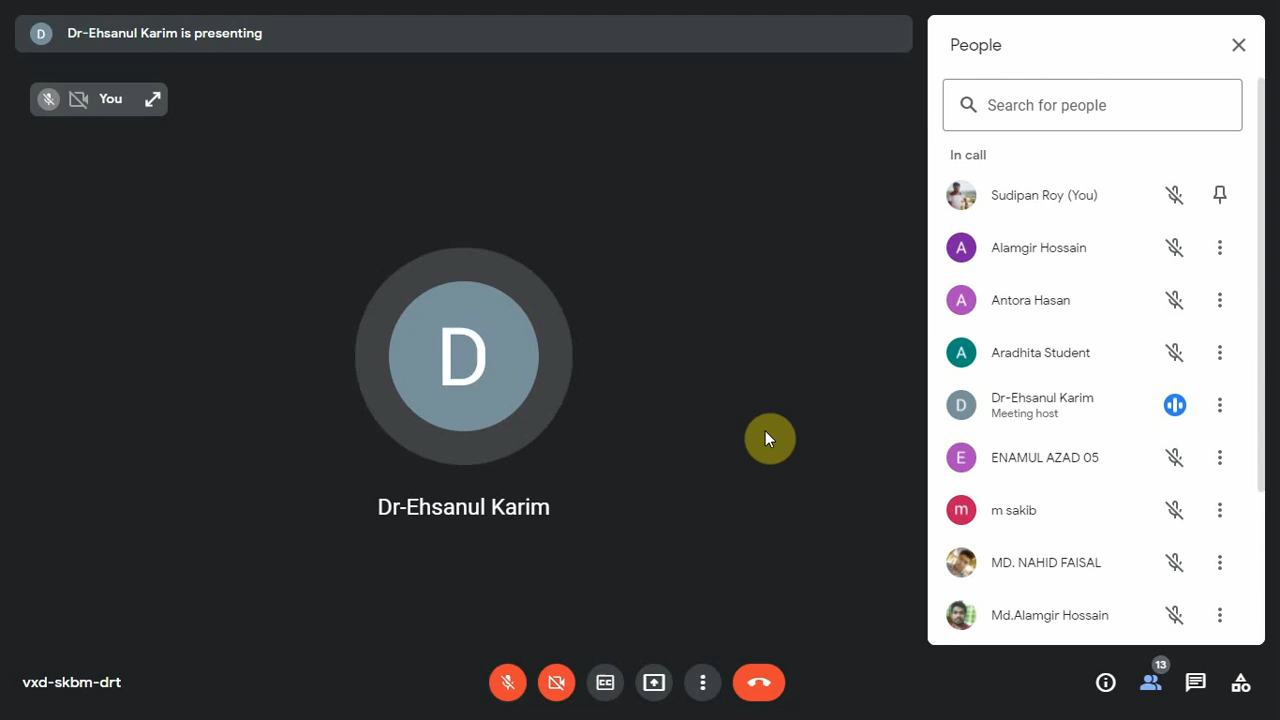 D Dr-Ehsanul Karim is presenting
You
D
Dr-Ehsanul Karim
vxd-skbm-drt
CC
People
Search for people
In call
Sudipan Roy (You)
A Alamgir Hossain
A Antora Hasan
A Aradhita Student
D Dr-Ehsanul Karim
Meeting host
E ENAMUL AZAD 05
m m sakib
MD. NAHID FAISAL
Md.Alamgir Hossain
13